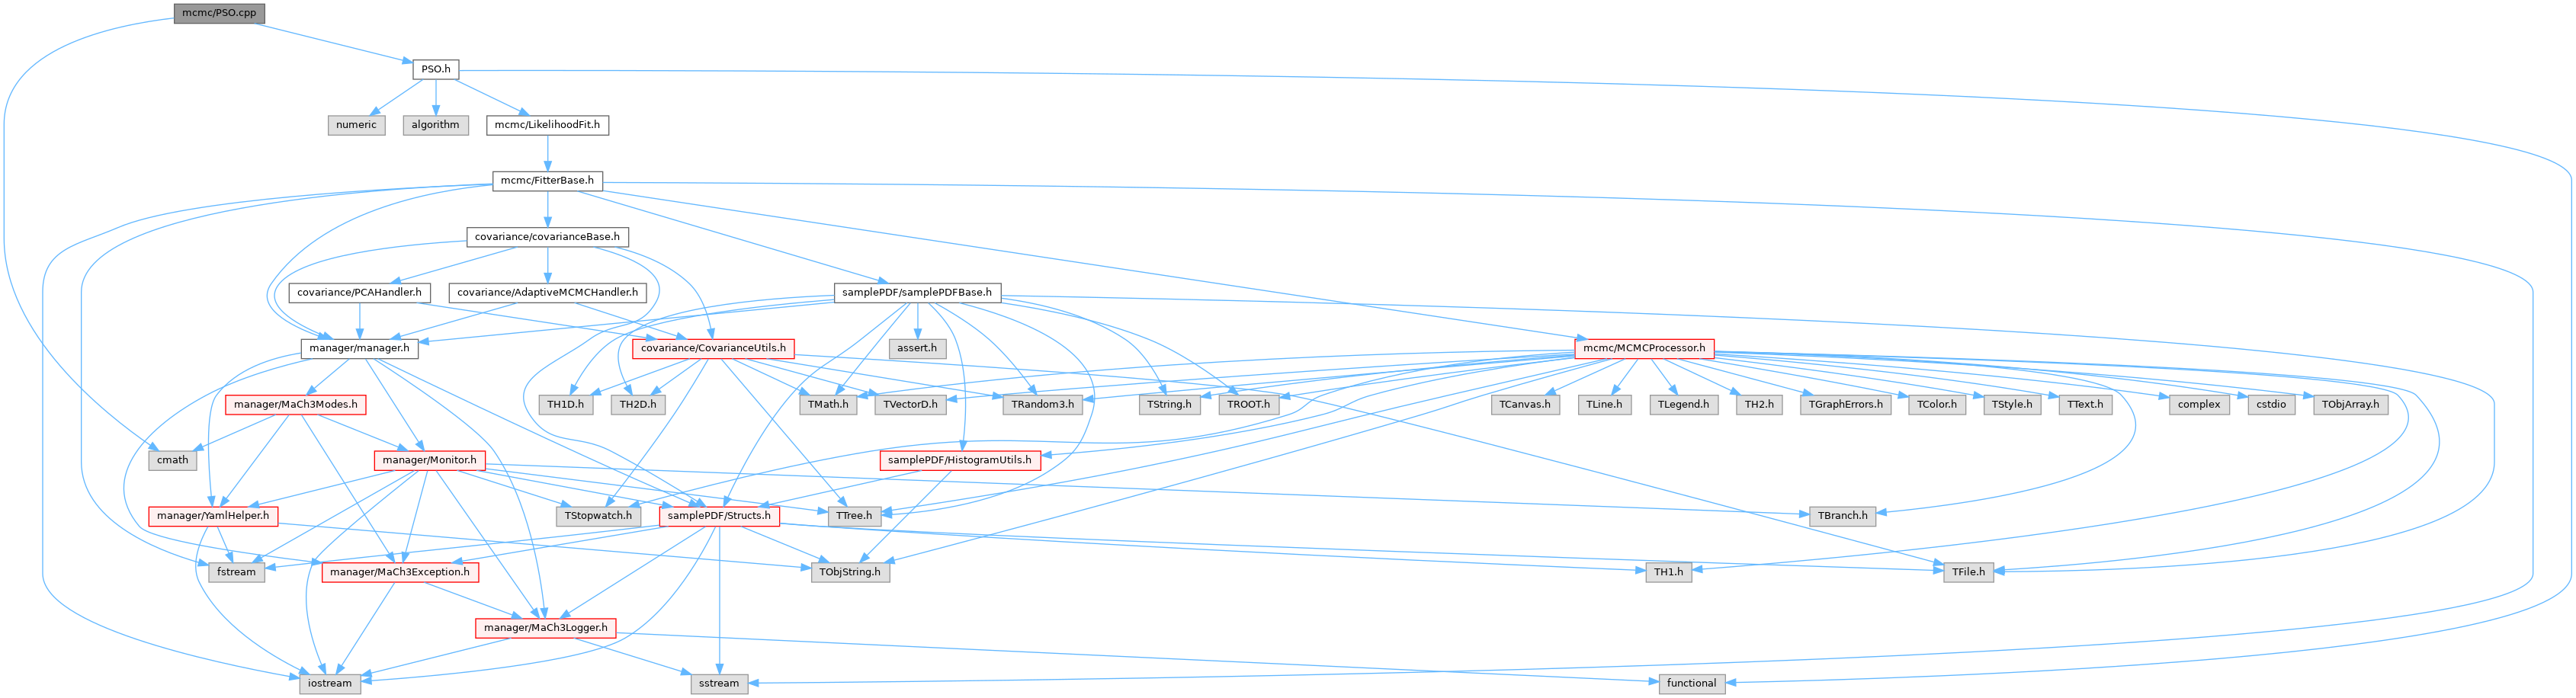 mcmc/PSO.cpp
PSO.h
numeric
algorithm
mcmc/LikelihoodFit.h
mcmc/FitterBase.h
covariance/covarianceBase.h
covariance/PCAHandler.h
covariance/AdaptiveMCMCHandler.h
samplePDF/samplePDFBase.h
manager/manager.h
covariance/CovarianceUtils.h
assert.h
mcmc/MCMCProcessor.h
manager/MaCh3Modes.h
TH1D.h
TH2D.h
TMath.h
TVectorD.h
TRandom3.h
TString.h
TROOT.h
TCanvas.h
TLine.h
TLegend.h
TH2.h
TGraphErrors.h
TColor.h
TStyle.h
TText.h
complex
cstdio
TObjArray.h
cmath
manager/Monitor.h
samplePDF/HistogramUtils.h
manager/YamlHelper.h
TStopwatch.h
samplePDF/Structs.h
TTree.h
TBranch.h
fstream
manager/MaCh3Exception.h
TObjString.h
TH1.h
TFile.h
manager/MaCh3Logger.h
iostream
sstream
functional